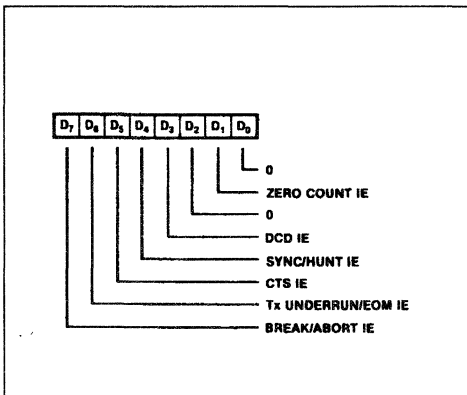 D7 D6 D5 D4 D3 D2 D1 D0
0
ZERO COUNT IE
0
DCD IE
SYNC/HUNT IE
CTS IE
Tx UNDERRUN/EOM IE
BREAK/ABORT IE